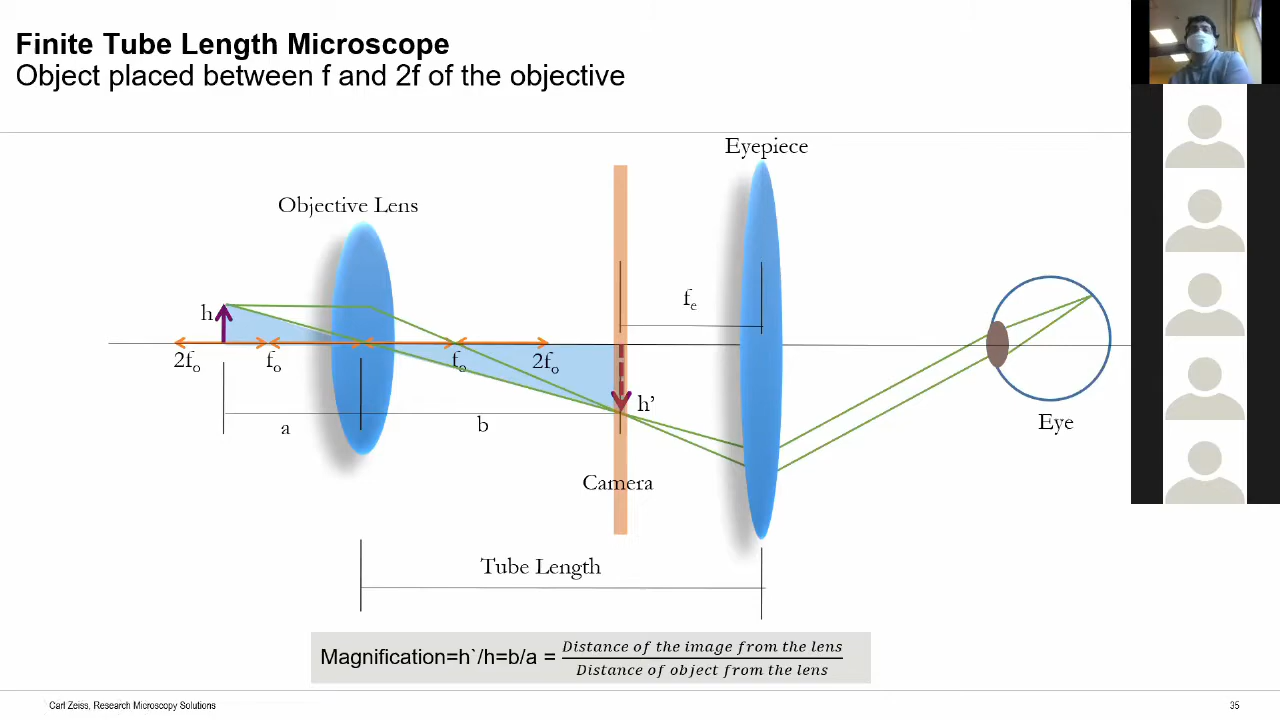 Finite Tube Length Microscope
Object placed between f and 2f of the objective
Eyepiece
Objective Lens
h
fₑ
2fₒ
fₒ
fₒ
2fₒ
h’
a
b
Eye
Camera
Tube Length
Magnification=h`/h=b/a = Distance of the image from the lens
Distance of object from the lens
Carl Zeiss, Research Microscopy Solutions
35